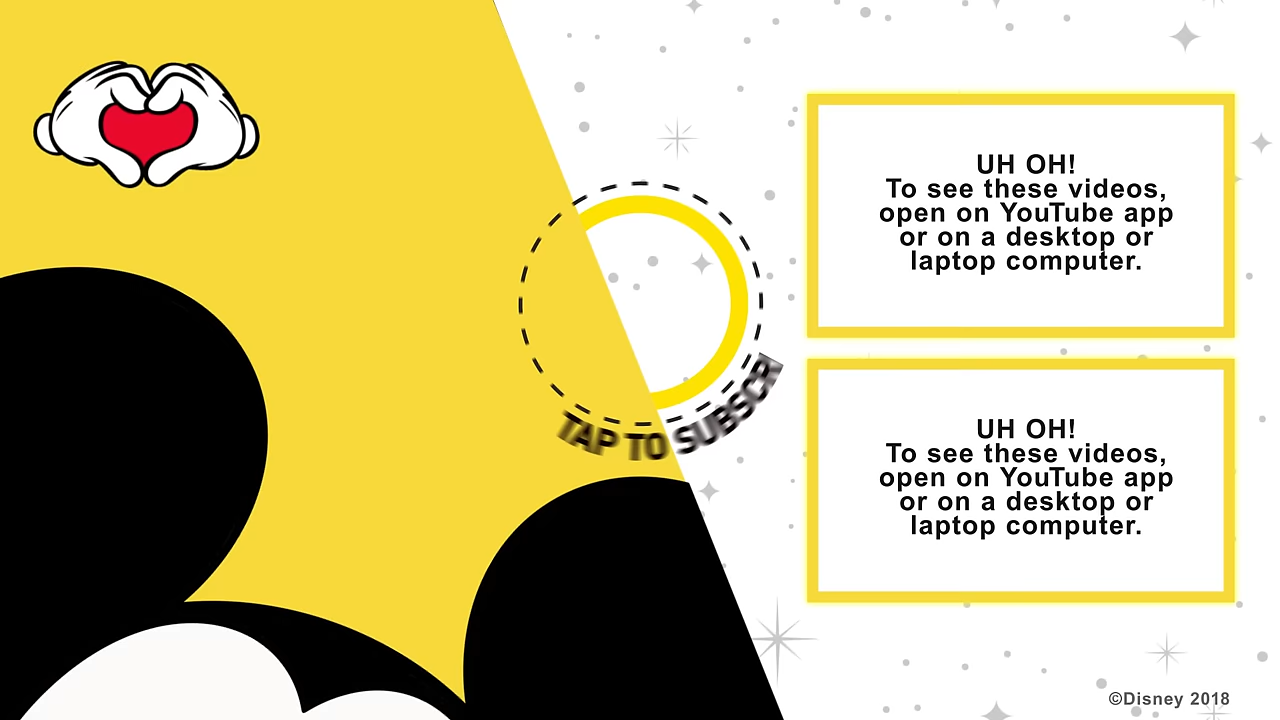 UH OH!
To see these videos,
open on YouTube app
or on a desktop or
laptop computer.
TAP TO SUBSCR
UH OH!
To see these videos,
open on YouTube app
or on a desktop or
laptop computer.
©Disney 2018